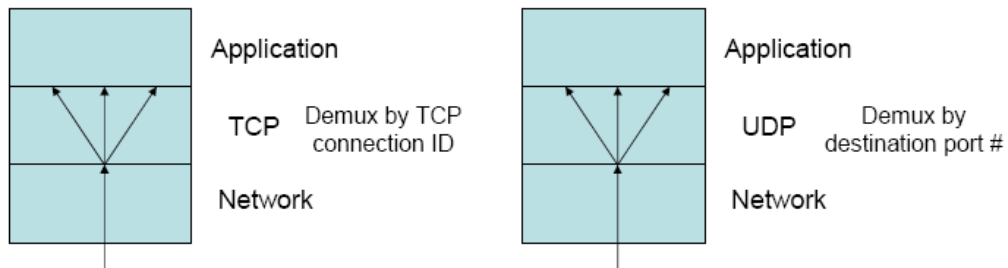 Application
TCP Demux by TCP
connection ID
Network
Application
UDP Demux by
destination port #
Network